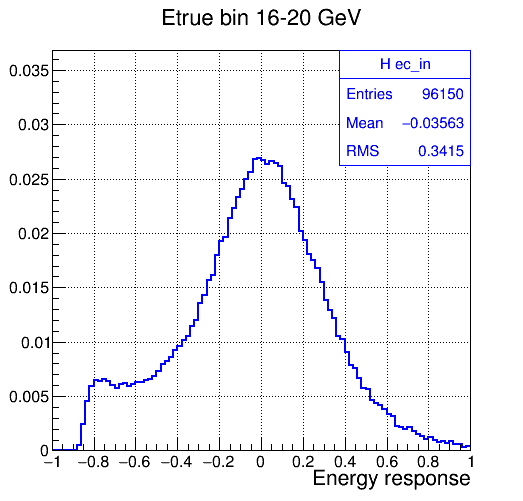 Etrue bin 16-20 GeV
H ec_in
Entries 96150
Mean −0.03563
RMS 0.3415
0.035
0.03
0.025
0.02
0.015
0.01
0.005
0
−1 −0.8 −0.6 −0.4 −0.2 0 0.2 0.4 0.6 0.8 1
Energy response